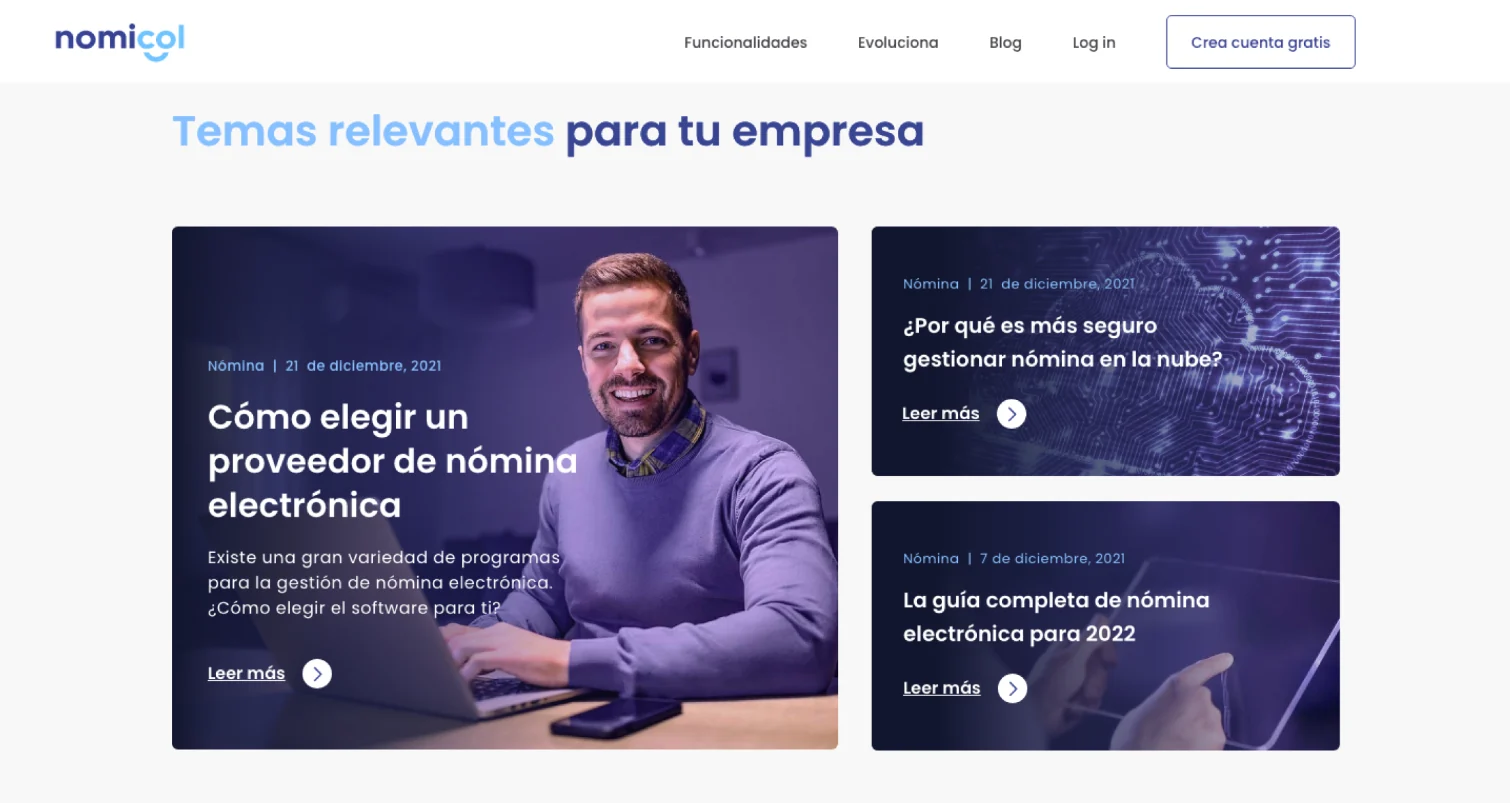 nomicol
Funcionalidades
Evoluciona
Blog
Log in
Crea cuenta gratis
Temas relevantes para tu empresa
Nómina | 21 de diciembre, 2021
Cómo elegir un
proveedor de nómina
electrónica
Existe una gran variedad de programas
para la gestión de nómina electrónica.
¿Cómo elegir el software para ti?
Leer más
Nómina | 21 de diciembre, 2021
¿Por qué es más seguro
gestionar nómina en la nube?
Leer más
Nómina | 7 de diciembre, 2021
La guía completa de nómina
electrónica para 2022
Leer más